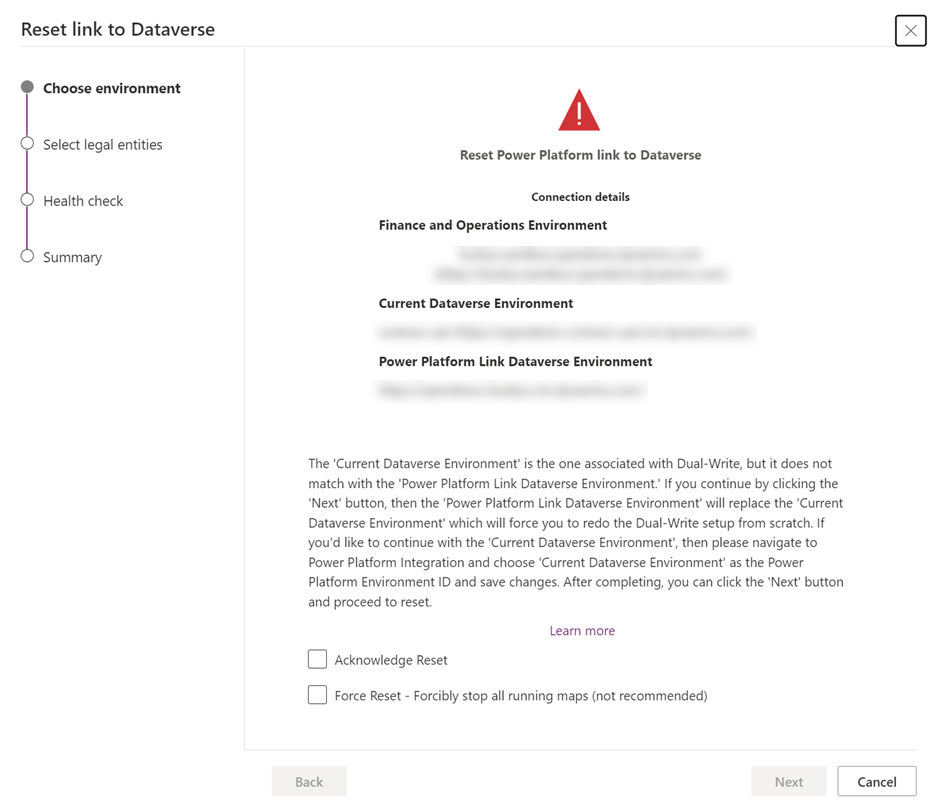 Reset link to Dataverse
Choose environment
Select legal entities
Health check
Summary
Reset Power Platform link to Dataverse
Connection details
Finance and Operations Environment
Current Dataverse Environment
Power Platform Link Dataverse Environment
The 'Current Dataverse Environment' is the one associated with Dual-Write, but it does not
match with the 'Power Platform Link Dataverse Environment.' If you continue by clicking the
'Next' button, then the 'Power Platform Link Dataverse Environment' will replace the 'Current
Dataverse Environment' which will force you to redo the Dual-Write setup from scratch. If
you'd like to continue with the 'Current Dataverse Environment', then please navigate to
Power Platform Integration and choose 'Current Dataverse Environment' as the Power
Platform Environment ID and save changes. After completing, you can click the 'Next' button
and proceed to reset.
Learn more
Acknowledge Reset
Force Reset - Forcibly stop all running maps (not recommended)
Back
Next
Cancel